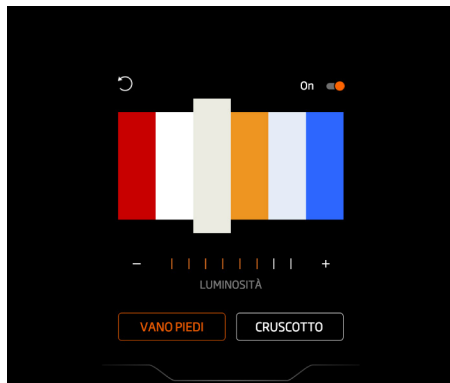 On
- +
LUMINOSITÀ
VANO PIEDI CRUSCOTTO